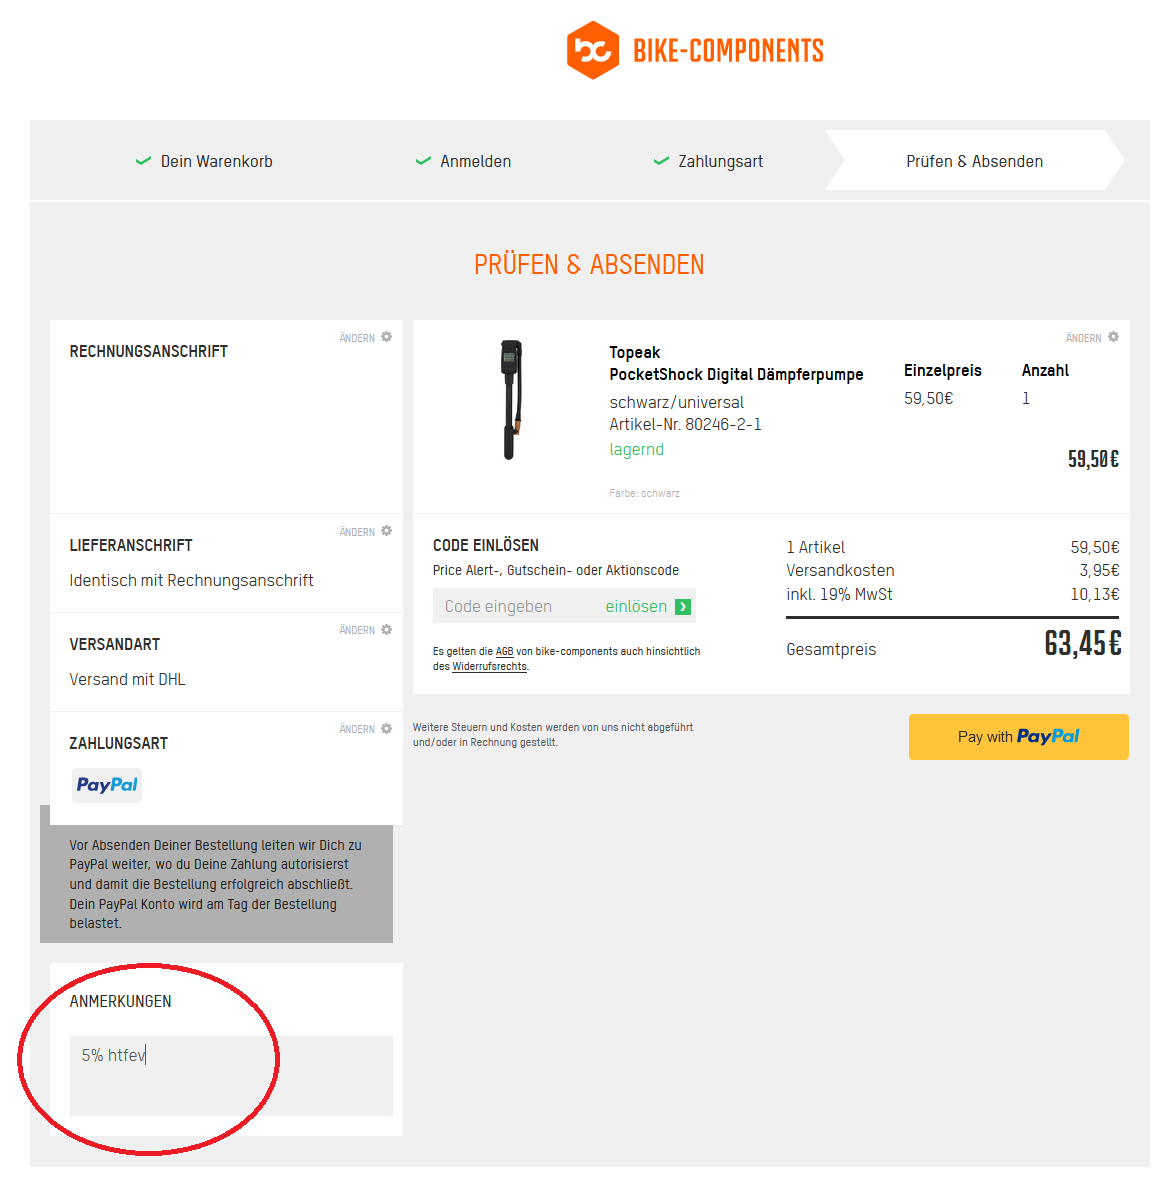 bc BIKE-COMPONENTS
Dein Warenkorb
Anmelden
Zahlungsart
Prüfen & Absenden
PRÜFEN & ABSENDEN
ÄNDERN
RECHNUNGSANSCHRIFT
ÄNDERN
LIEFERANSCHRIFT
Identisch mit Rechnungsanschrift
ÄNDERN
VERSANDART
Versand mit DHL
ÄNDERN
ZAHLUNGSART
PayPal
Vor Absenden Deiner Bestellung leiten wir Dich zu
PayPal weiter, wo du Deine Zahlung autorisierst
und damit die Bestellung erfolgreich abschließt.
Dein PayPal Konto wird am Tag der Bestellung
belastet.
ANMERKUNGEN
5% htfev
ÄNDERN
Topeak
PocketShock Digital Dämpferpumpe
schwarz/universal
Artikel-Nr. 80246-2-1
lagernd
Farbe: schwarz
Einzelpreis
59,50€
Anzahl
1
59,50€
CODE EINLÖSEN
Price Alert-, Gutschein- oder Aktionscode
Code eingeben
einlösen
Es gelten die AGB von bike-components auch hinsichtlich
des Widerrufsrechts.
1 Artikel 59,50€
Versandkosten 3,95€
inkl. 19% MwSt 10,13€
Gesamtpreis 63,45€
Weitere Steuern und Kosten werden von uns nicht abgeführt
und/oder in Rechnung gestellt.
Pay with PayPal